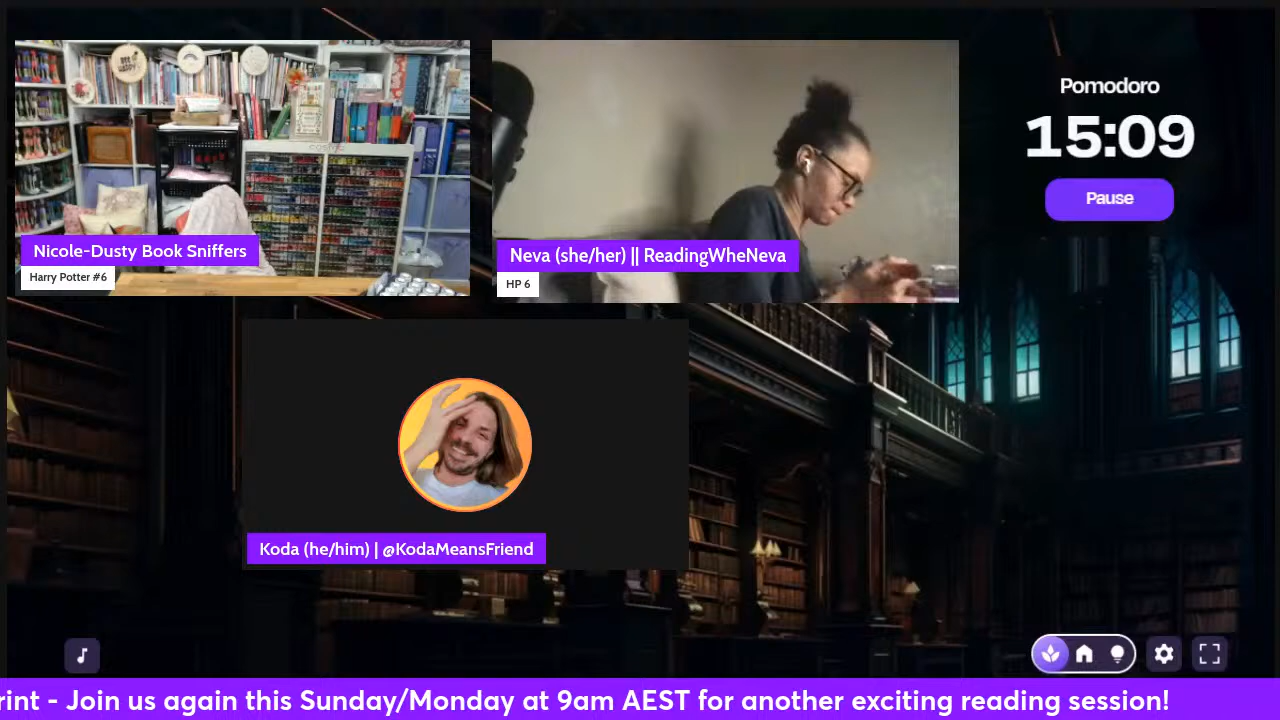 Pomodoro
15:09
Pause
Nicole-Dusty Book Sniffers
Harry Potter #6
Neva (she/her) || ReadingWheNeva
HP 6
Koda (he/him) | @KodaMeansFriend
rint - Join us again this Sunday/Monday at 9am AEST for another exciting reading session!